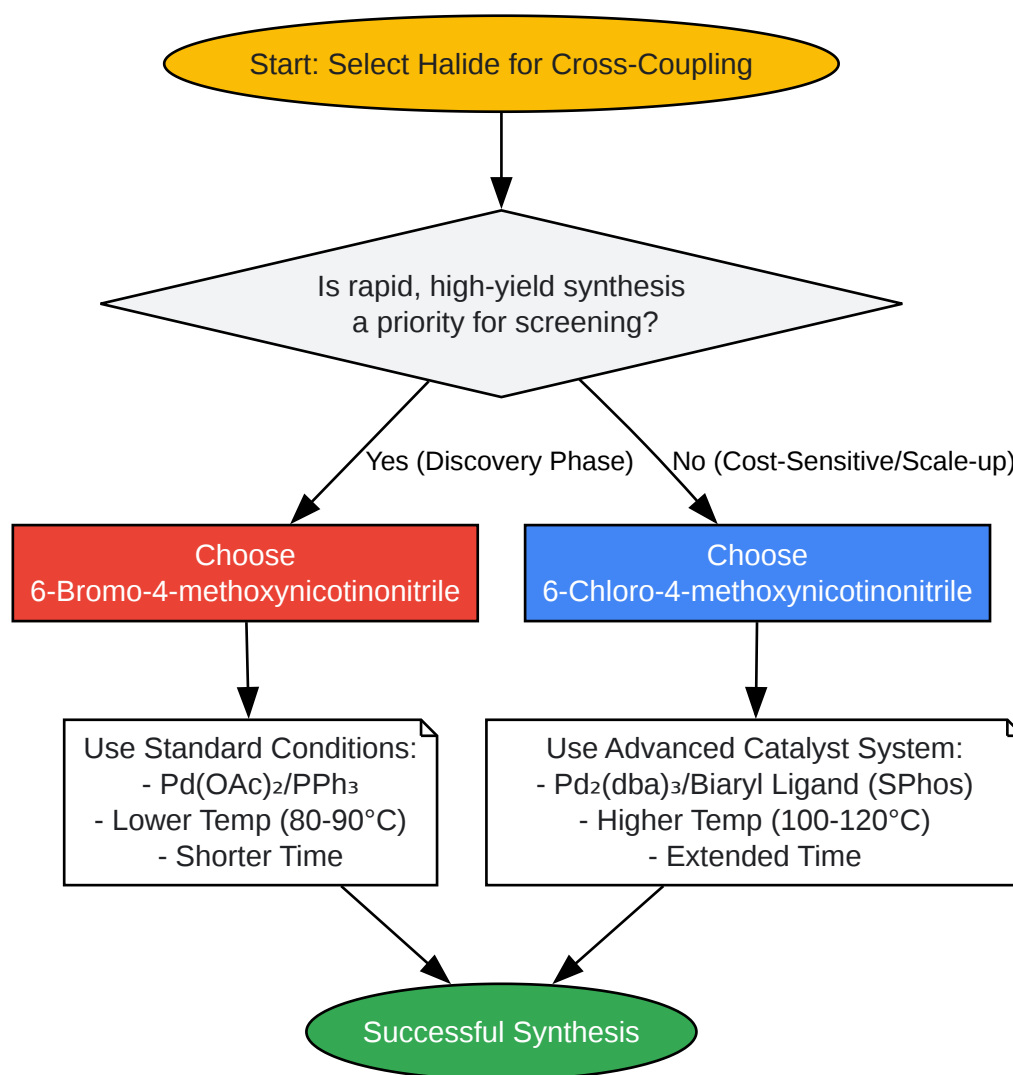 Start: Select Halide for Cross-Coupling
Is rapid, high-yield synthesis
a priority for screening?
Yes (Discovery Phase)
No (Cost-Sensitive/Scale-up)
Choose
6-Bromo-4-methoxynicotinonitrile
Choose
6-Chloro-4-methoxynicotinonitrile
Use Standard Conditions:
- Pd(OAc)₂/PPh₃
- Lower Temp (80-90°C)
- Shorter Time
Use Advanced Catalyst System:
- Pd₂(dba)₃/Biaryl Ligand (SPhos)
- Higher Temp (100-120°C)
- Extended Time
Successful Synthesis